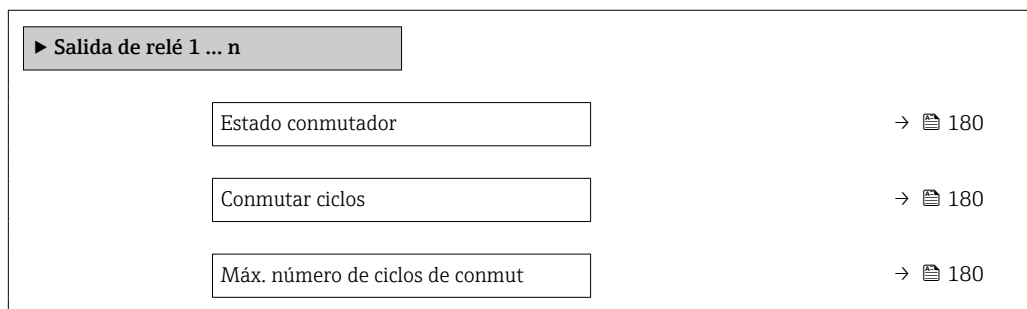 ▶ Salida de relé 1 ... n
Estado conmutador → 180
Conmutar ciclos → 180
Máx. número de ciclos de conmut → 180